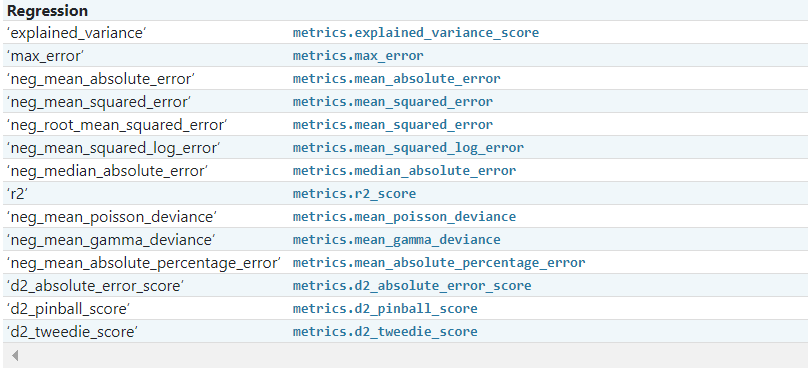 Regression
'explained_variance' metrics.explained_variance_score
'max_error' metrics.max_error
'neg_mean_absolute_error' metrics.mean_absolute_error
'neg_mean_squared_error' metrics.mean_squared_error
'neg_root_mean_squared_error' metrics.mean_squared_error
'neg_mean_squared_log_error' metrics.mean_squared_log_error
'neg_median_absolute_error' metrics.median_absolute_error
'r2' metrics.r2_score
'neg_mean_poisson_deviance' metrics.mean_poisson_deviance
'neg_mean_gamma_deviance' metrics.mean_gamma_deviance
'neg_mean_absolute_percentage_error' metrics.mean_absolute_percentage_error
'd2_absolute_error_score' metrics.d2_absolute_error_score
'd2_pinball_score' metrics.d2_pinball_score
'd2_tweedie_score' metrics.d2_tweedie_score